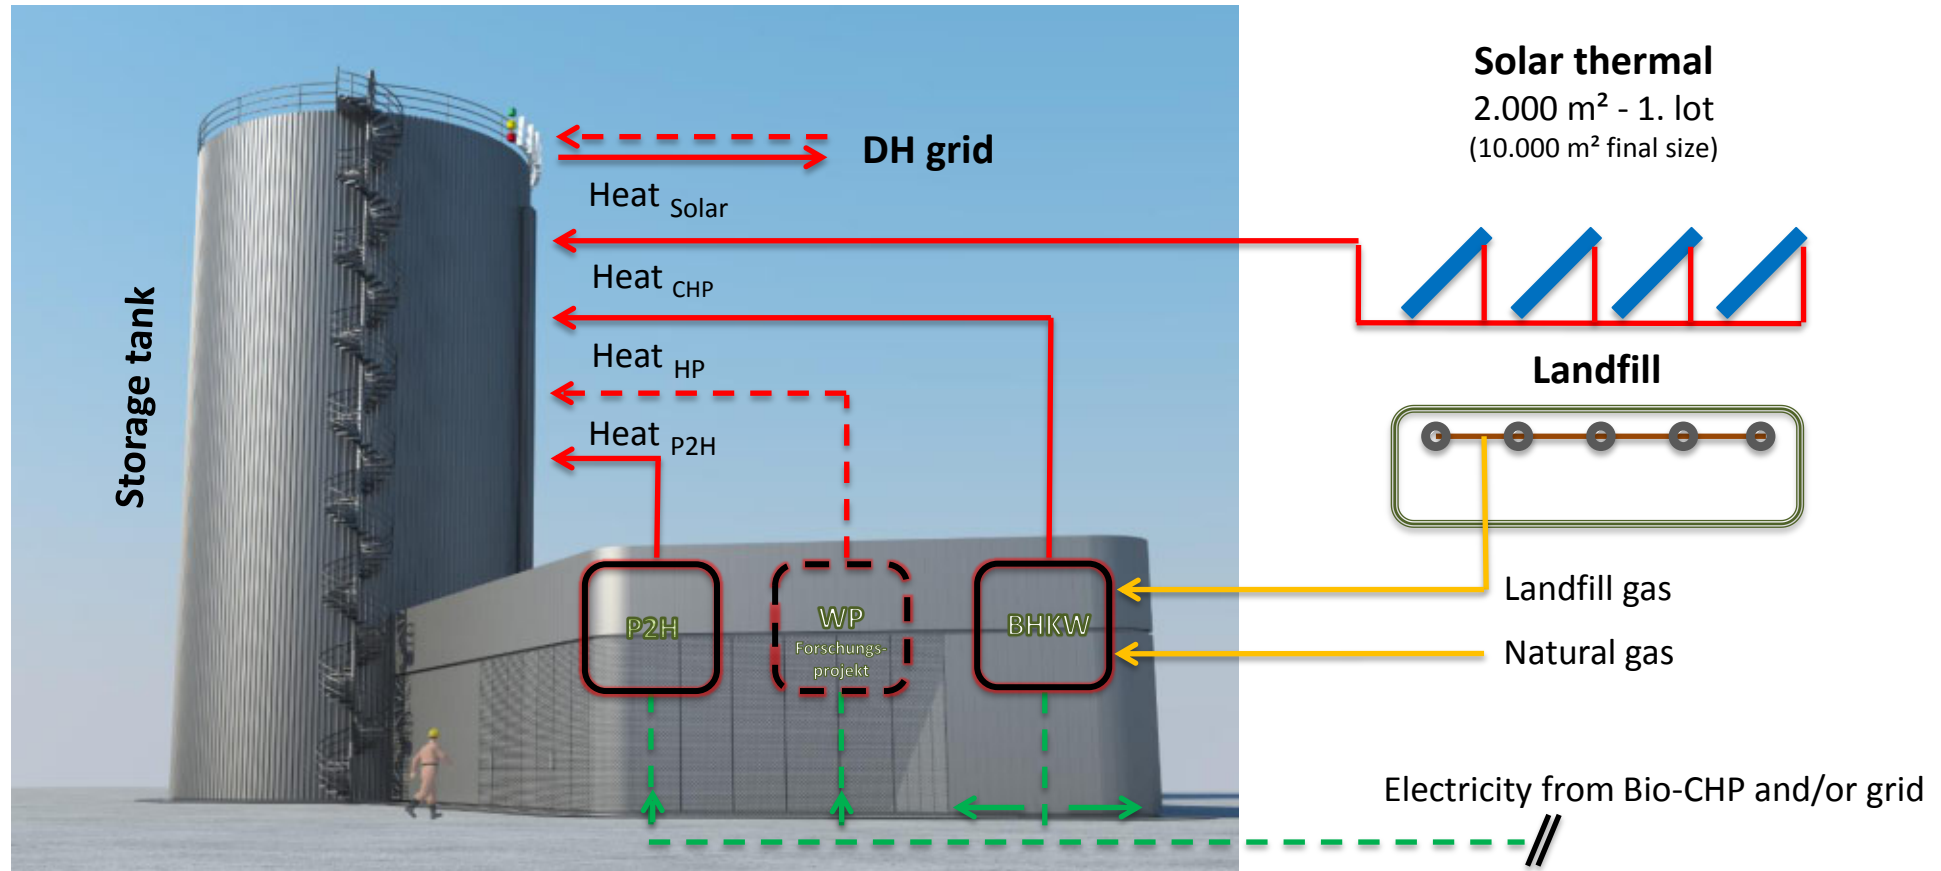 Solar thermal
2.000 m² - 1. lot
(10.000 m² final size)
DH grid
Heat Solar
Heat CHP
Heat HP
Heat P2H
Storage tank
Landfill
P2H
WP
Forschungs-
projekt
BHKW
Landfill gas
Natural gas
Electricity from Bio-CHP and/or grid